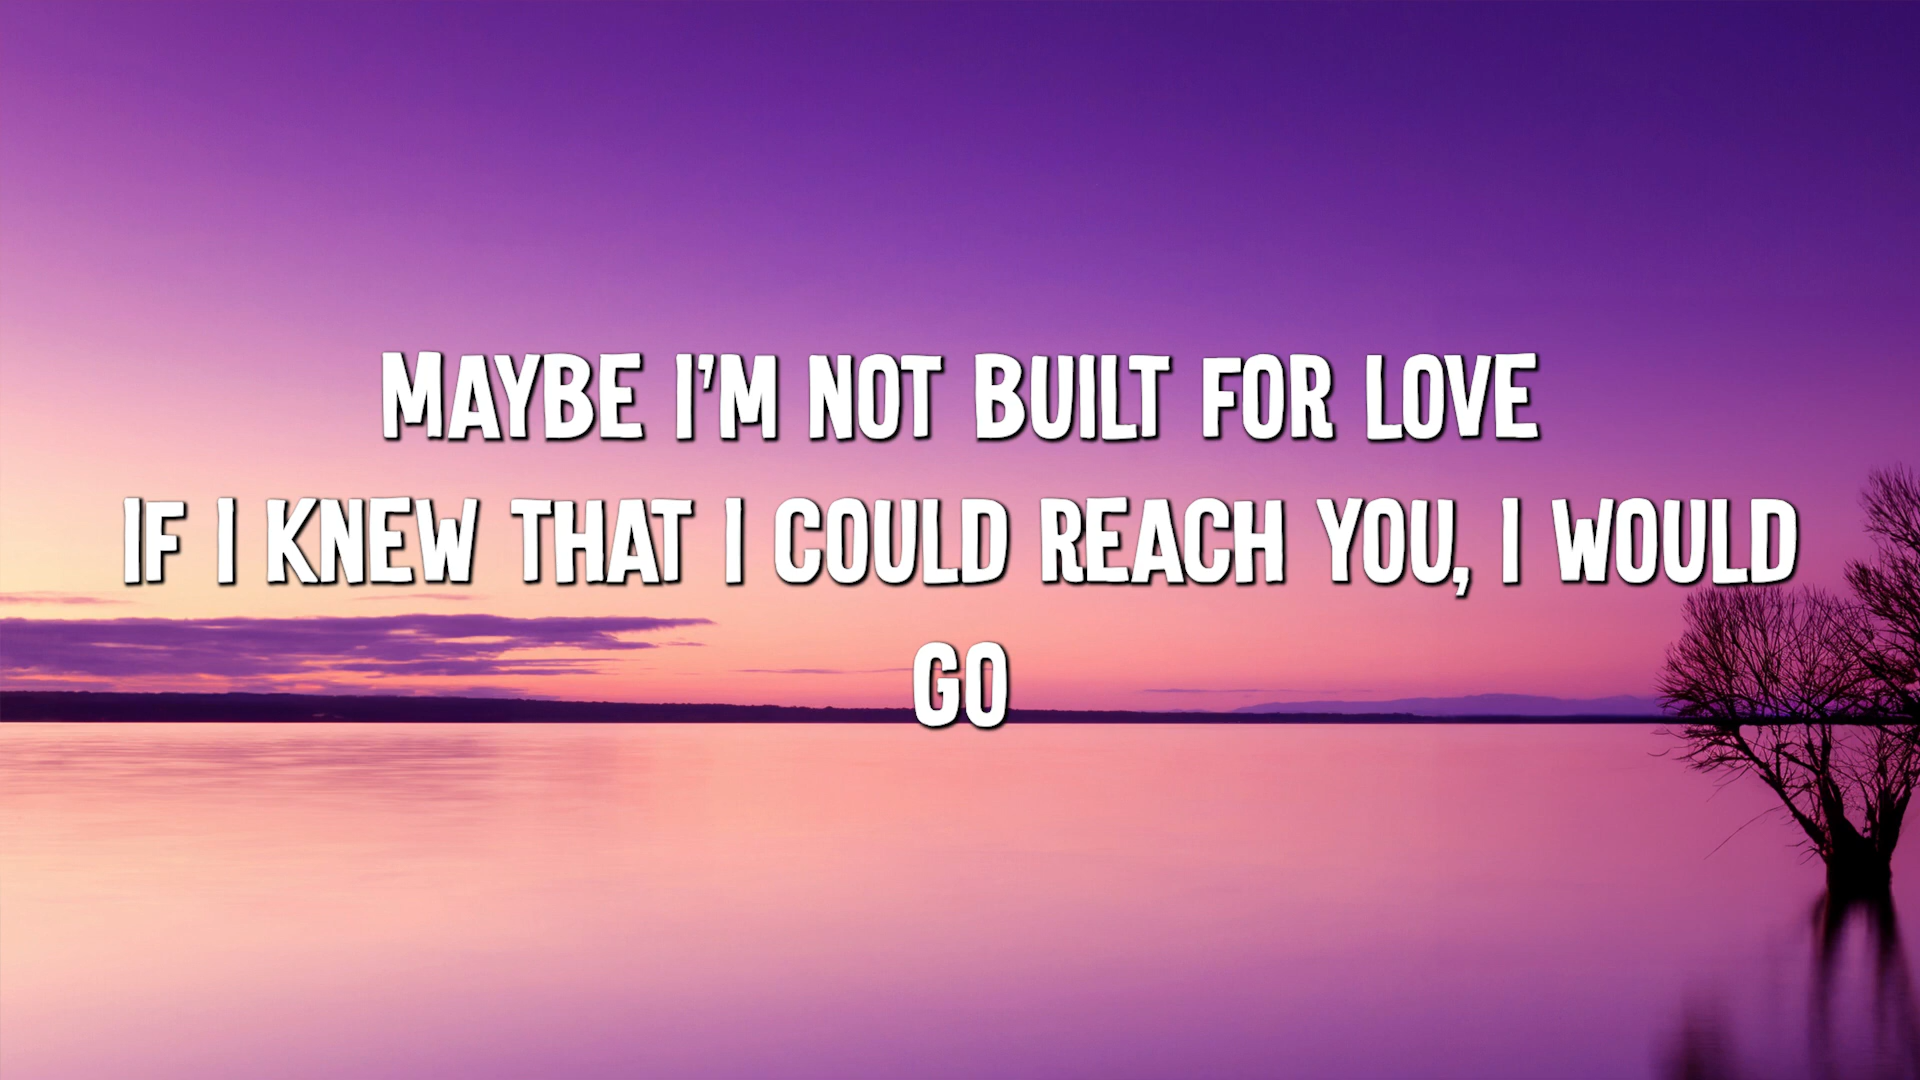 MAYBE I'M NOT BUILT FOR LOVE
IF I KNEW THAT I COULD REACH YOU, I WOULD
GO